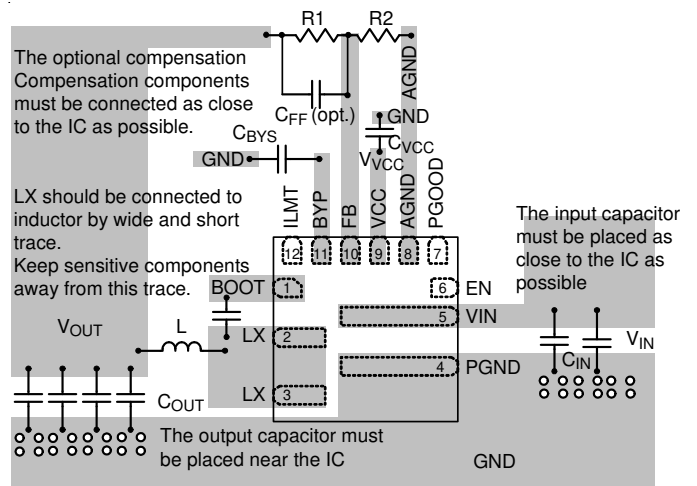 R1 R2
The optional compensation
Compensation components
must be connected as close
to the IC as possible.
AGND
CFF (opt.)
GND
CBYS
CVCC
GND
VVCC
LX should be connected to
inductor by wide and short
trace.
Keep sensitive components
away from this trace.
ILMT
BYP
FB
VCC
AGND
PGOOD
The input capacitor
must be placed as
close to the IC as
possible
12 11 10 9 8 7
BOOT 1
6 EN
5 VIN
VOUT
L
LX 2
VIN
CIN
4 PGND
LX 3
COUT
The output capacitor must
be placed near the IC
GND